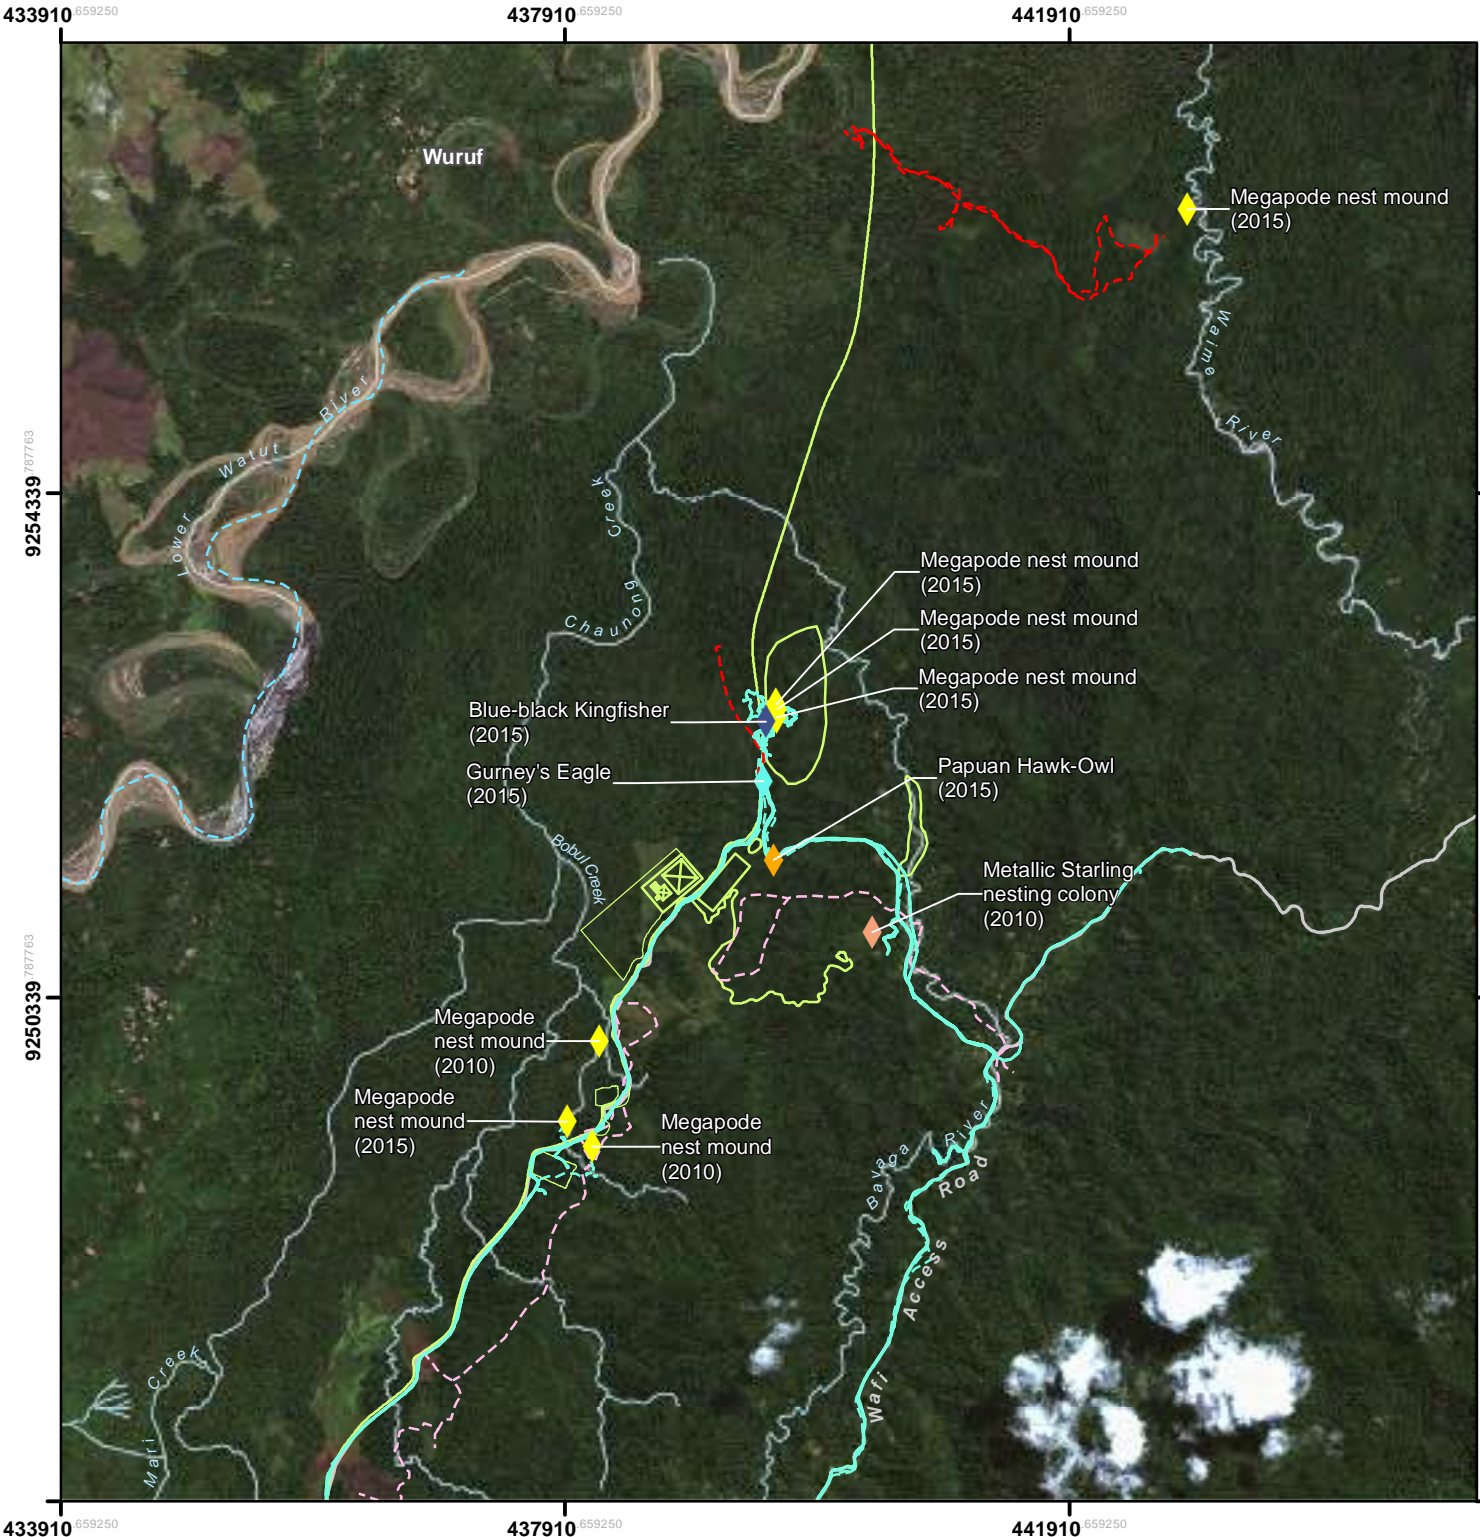 433910.659250
437910.659250
441910.659250
Wuruf
Megapode nest mound
(2015)
Waime
River
Lower Watut River
9254339.787763
Chaunong Creek
Megapode nest mound
(2015)
Megapode nest mound
(2015)
Megapode nest mound
(2015)
Blue-black Kingfisher
(2015)
Gurney's Eagle
(2015)
Papuan Hawk-Owl
(2015)
Bobul Creek
Metallic Starling
nesting colony
(2010)
9250339.787763
Megapode
nest mound
(2010)
Megapode
nest mound
(2015)
Megapode
nest mound
(2010)
Bavaga River
Wafi Access Road
Mari Creek
433910.659250
437910.659250
441910.659250